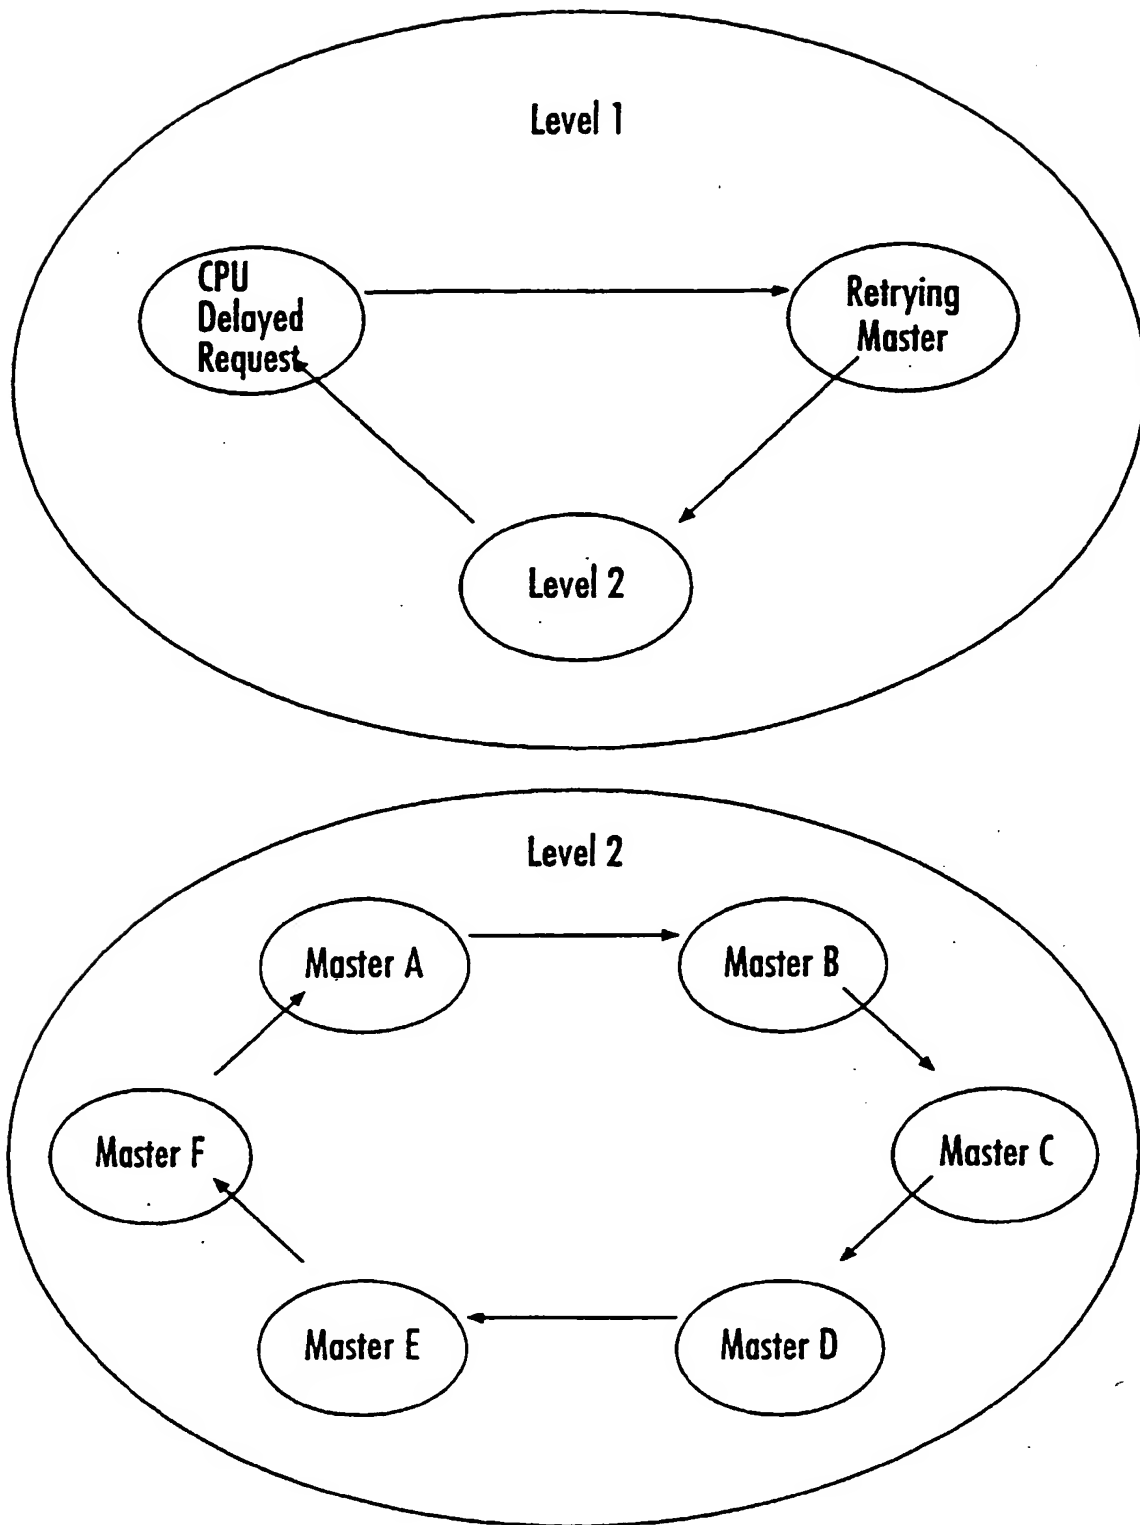 Level 1
CPU
Delayed
Request
Retrying
Master
Level 2
Level 2
Master A
Master B
Master F
Master C
Master E
Master D